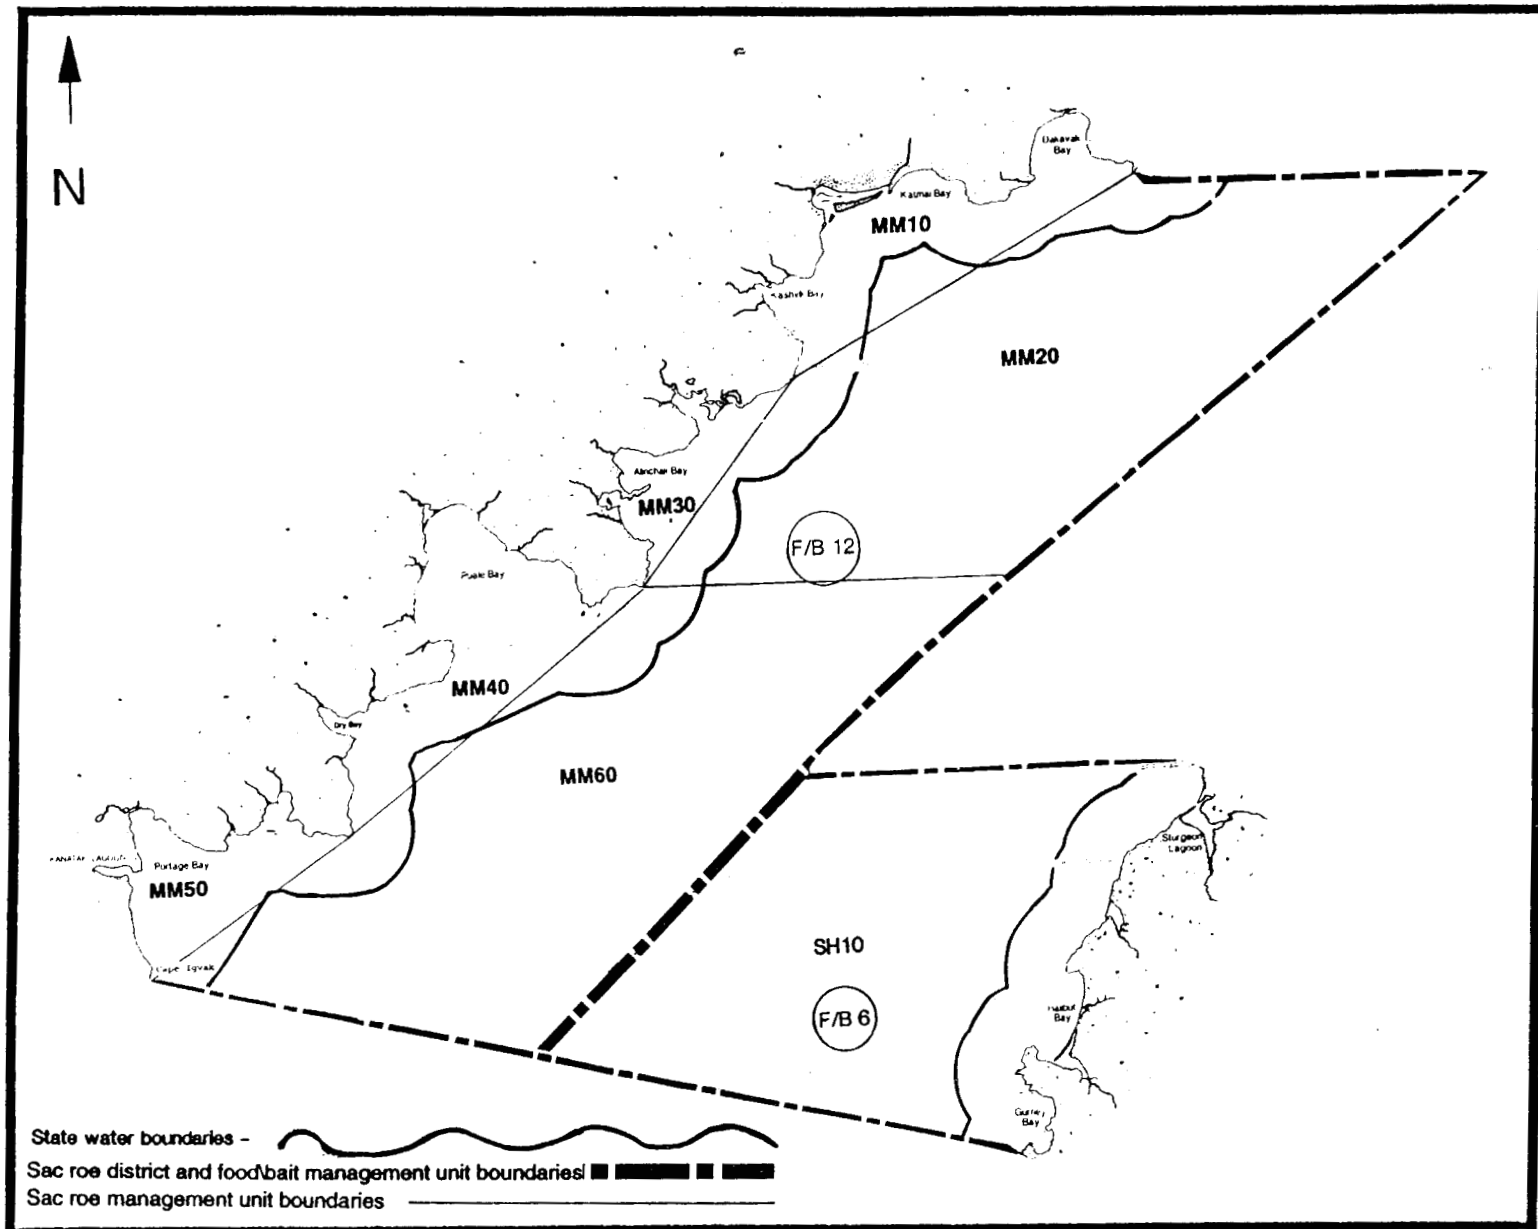 N
Dakavak
Bay
Katmai Bay
MM10
Kashvik Bay
MM20
Alinchak Bay
MM30
F/B 12
Puale Bay
MM40
Dry Bay
MM60
Sturgeon
Lagoon
Portage Bay
MM50
SH10
Cape Igvak
F/B 6
Halibut
Bay
Gurney
Bay
State water boundaries -
Sac roe district and food\bait management unit boundaries
Sac roe management unit boundaries